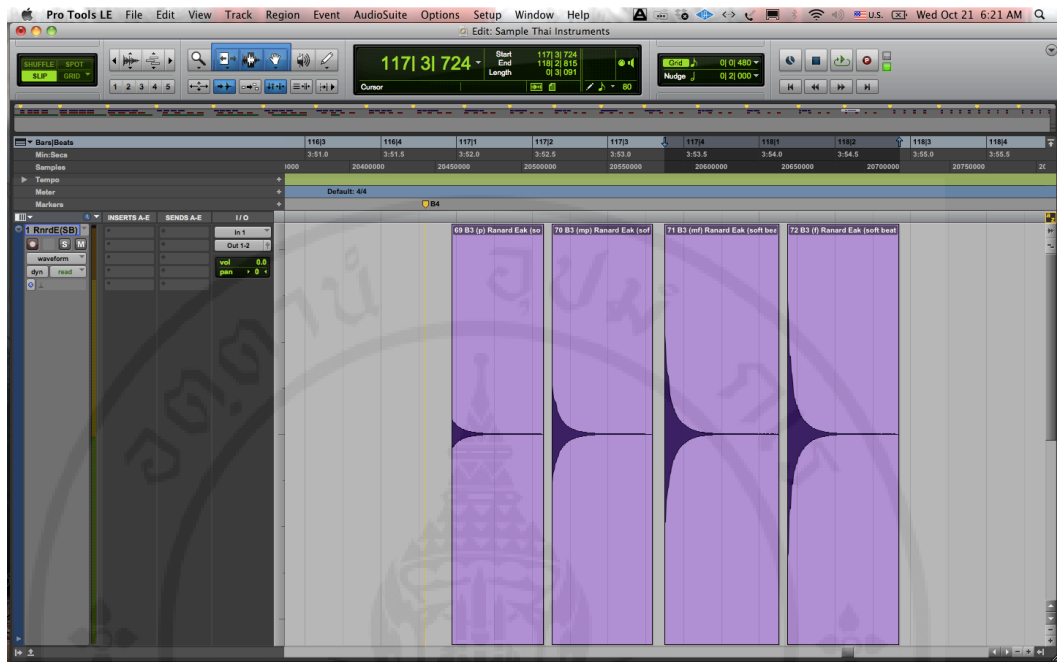 Pro Tools LE File Edit View Track Region Event AudioSuite Options Setup Window Help U.S. Wed Oct 21 6:21 AM
Edit: Sample Thai Instruments
SHUFFLE SPOT
SLIP GRID
1 2 3 4 5
117| 3| 724
Start 117| 3| 724
End 118| 2| 815
Length 0| 3| 091
Cursor
80
Grid 0| 0| 480
Nudge 0| 2| 000
Bars|Beats 116|3 116|4 117|1 117|2 117|3 117|4 118|1 118|2 118|3 118|4
Min:Secs 3:51.0 3:51.5 3:52.0 3:52.5 3:53.0 3:53.5 3:54.0 3:54.5 3:55.0 3:55.5
Samples 20400000 20450000 20500000 20550000 20600000 20650000 20700000 20750000
Tempo
Meter Default: 4/4
Markers B4
INSERTS A-E SENDS A-E I / O
1 RnrdE(SB) In 1
S M Out 1-2
waveform vol 0.0
dyn read pan 0
69 B3 (p) Ranard Eak (so 70 B3 (mp) Ranard Eak (sof 71 B3 (mf) Ranard Eak (soft bea 72 B3 (f) Ranard Eak (soft beat